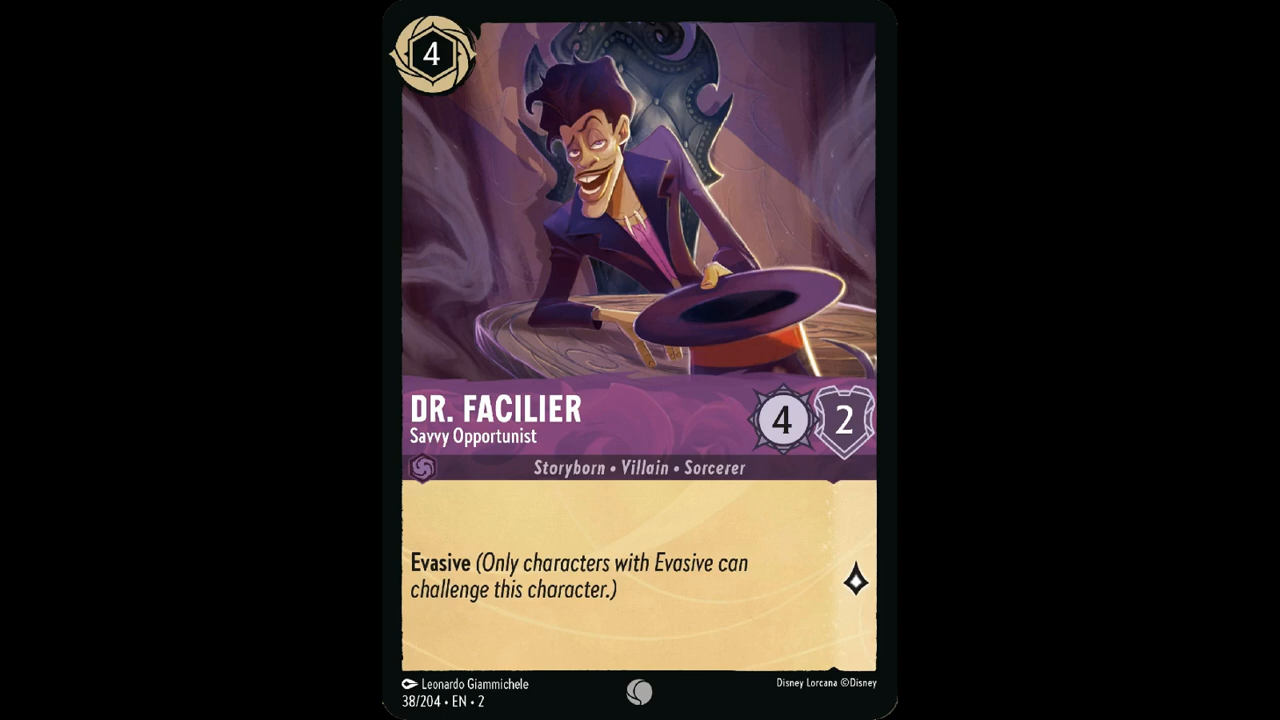 4
DR. FACILIER
Savvy Opportunist
4 2
Storyborn • Villain • Sorcerer
Evasive (Only characters with Evasive can
challenge this character.)
Leonardo Giammichele
38/204 • EN • 2
Disney Lorcana ©Disney